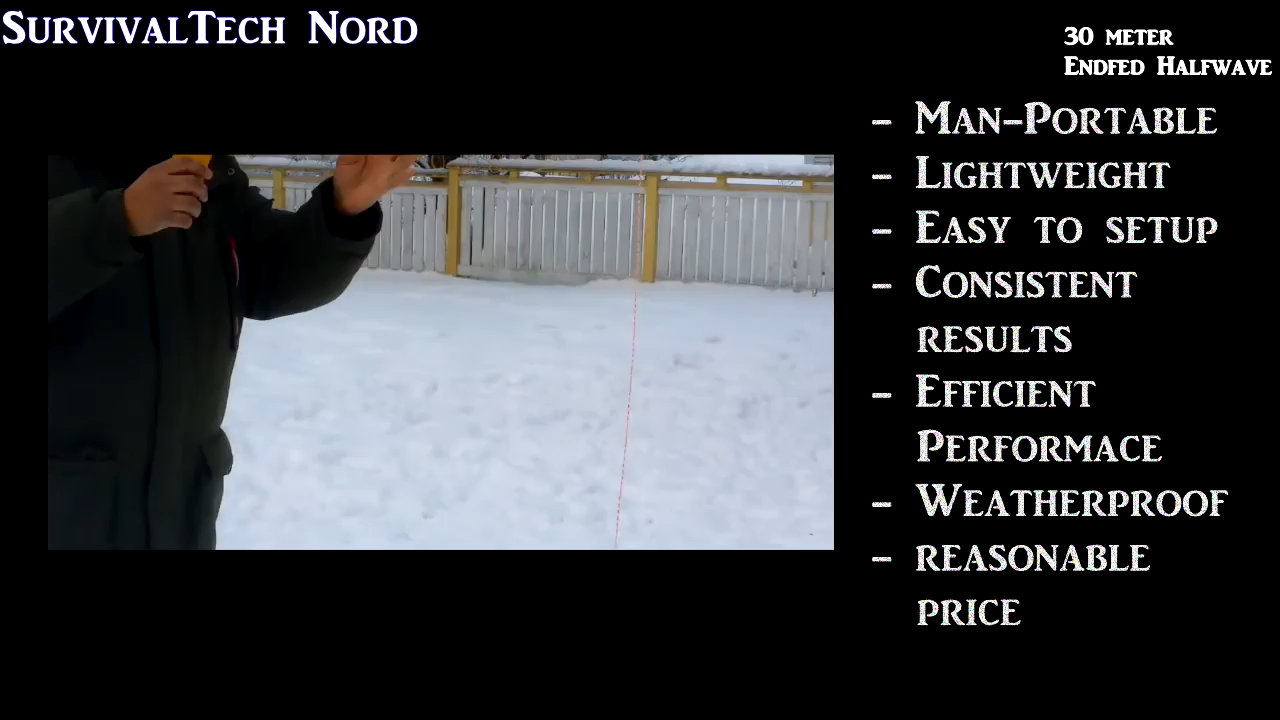 SurvivalTech Nord
30 meter
Endfed Halfwave
- Man-Portable
- Lightweight
- Easy to setup
- Consistent
results
- Efficient
Performace
- Weatherproof
- reasonable
price